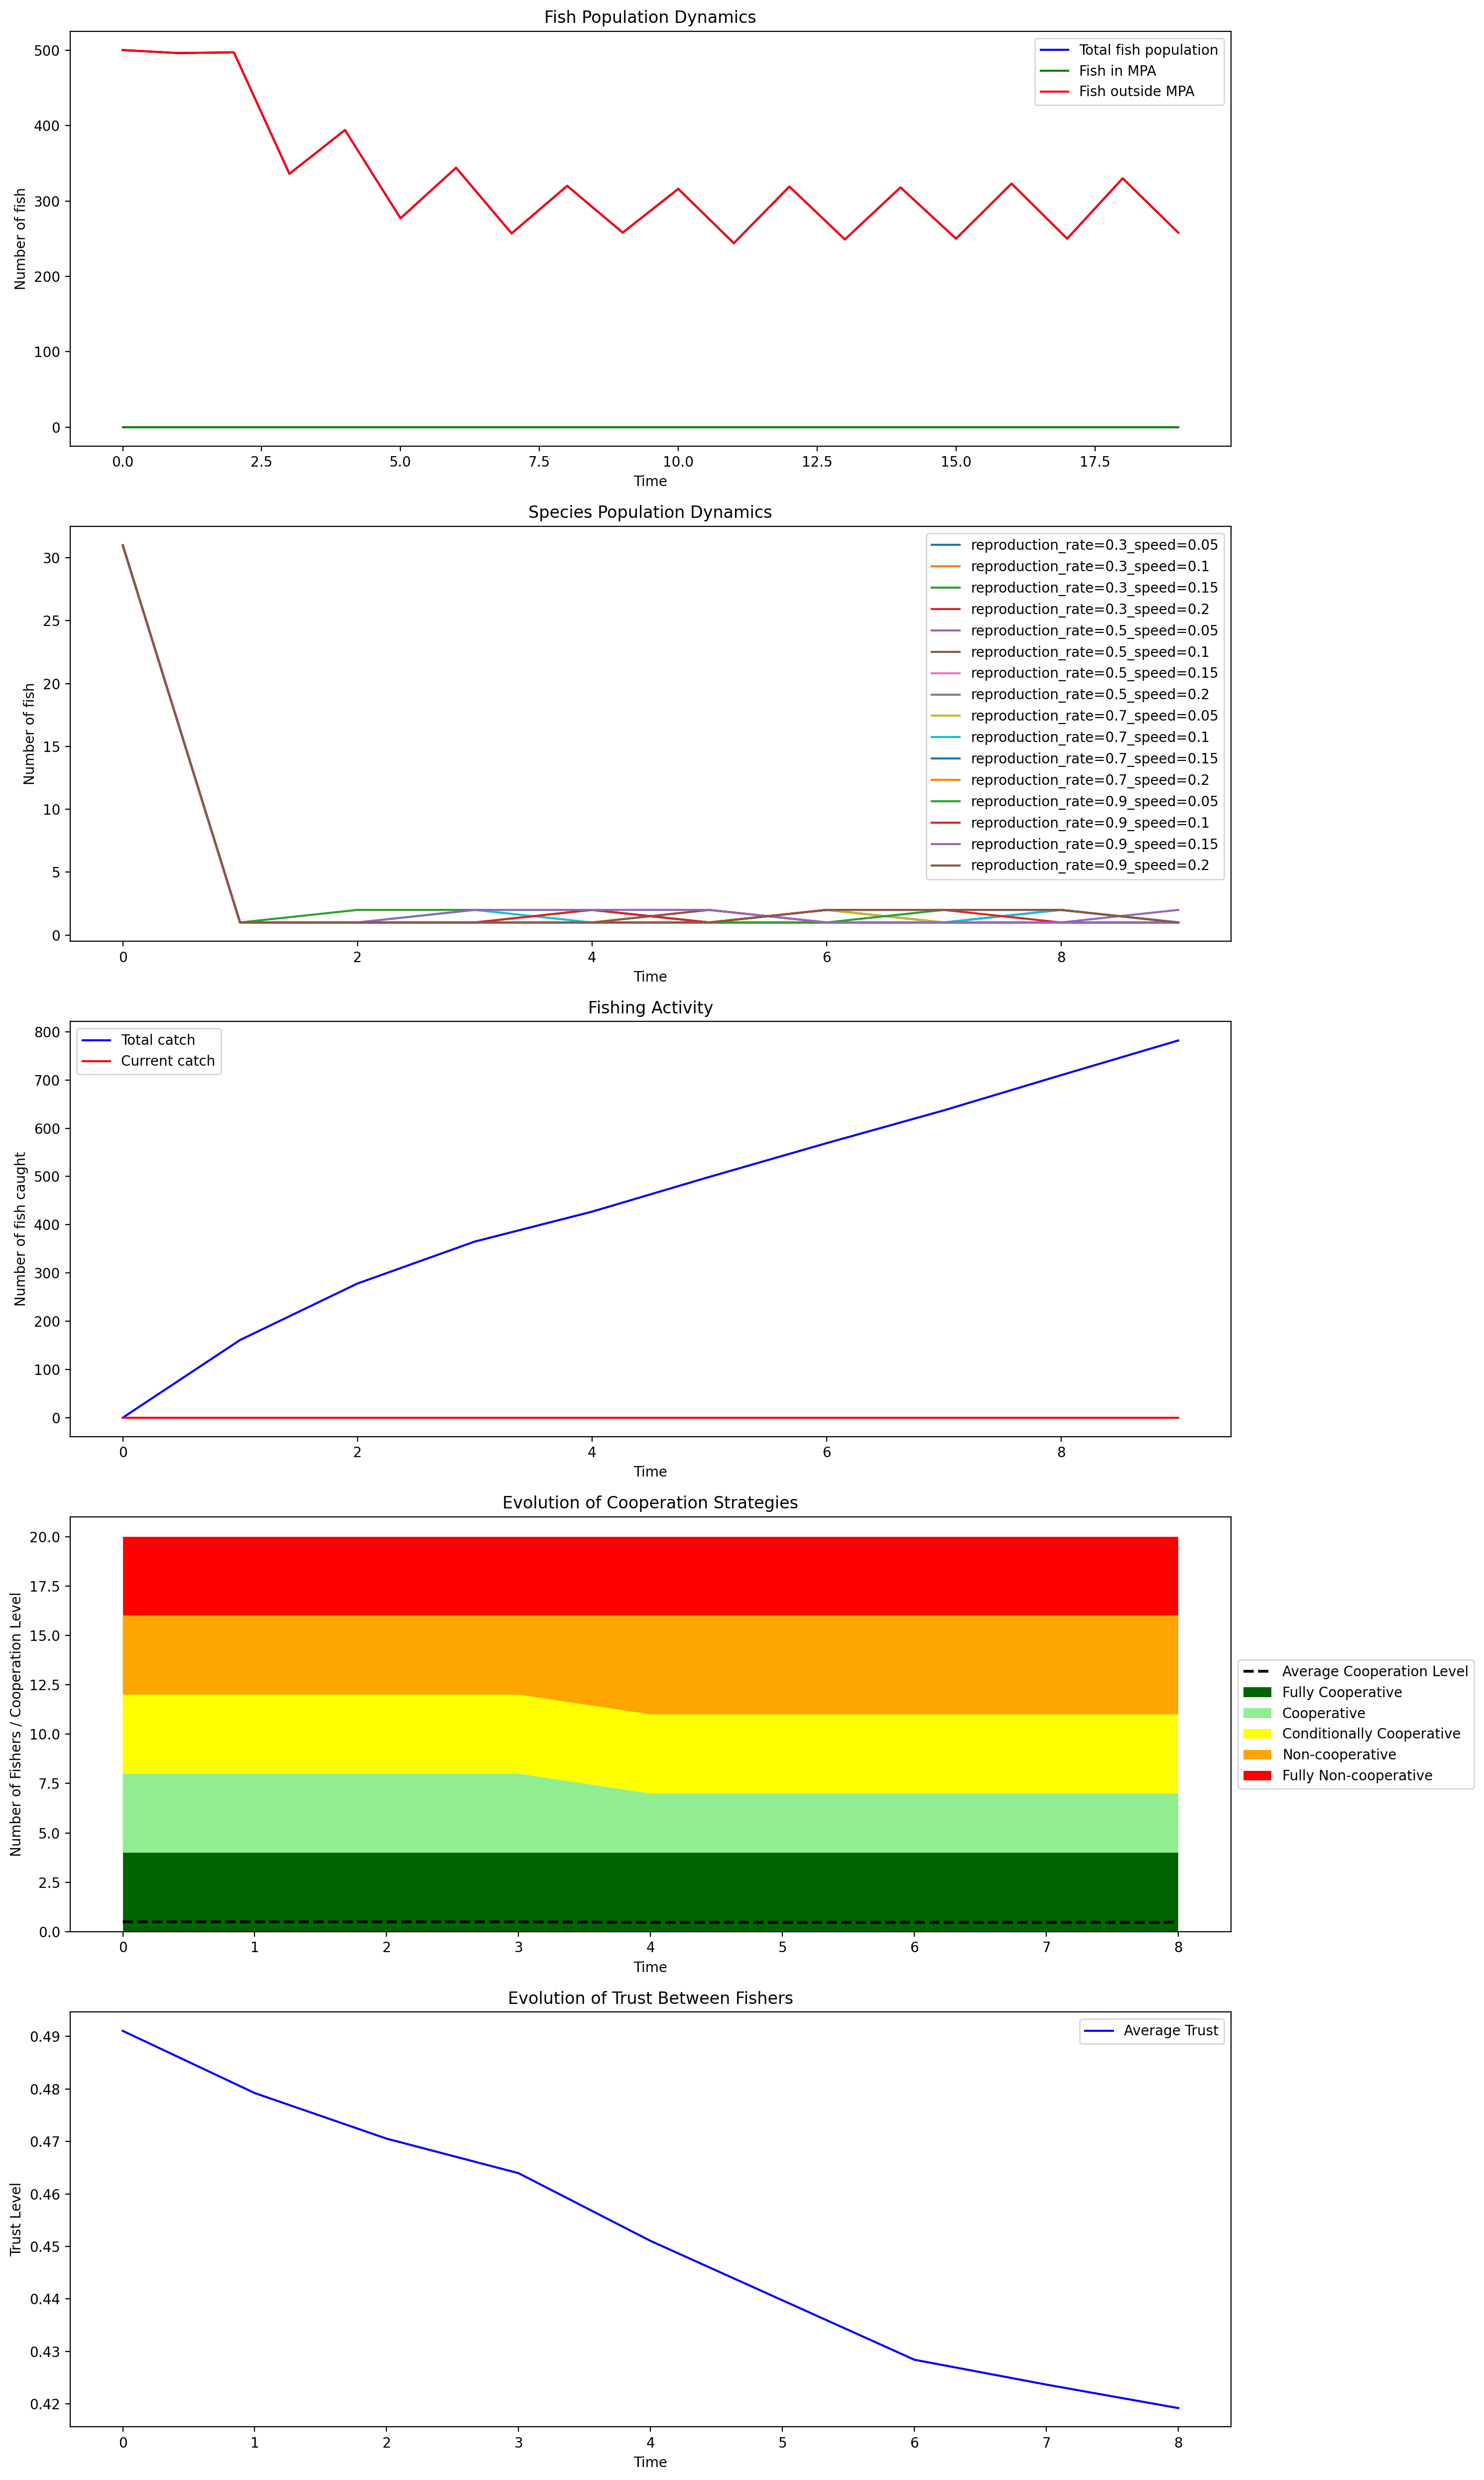 Fish Population Dynamics
Total fish population
Fish in MPA
Fish outside MPA
Number of fish
500
400
300
200
100
0
0.0 2.5 5.0 7.5 10.0 12.5 15.0 17.5
Time
Species Population Dynamics
reproduction_rate=0.3_speed=0.05
reproduction_rate=0.3_speed=0.1
reproduction_rate=0.3_speed=0.15
reproduction_rate=0.3_speed=0.2
reproduction_rate=0.5_speed=0.05
reproduction_rate=0.5_speed=0.1
reproduction_rate=0.5_speed=0.15
reproduction_rate=0.5_speed=0.2
reproduction_rate=0.7_speed=0.05
reproduction_rate=0.7_speed=0.1
reproduction_rate=0.7_speed=0.15
reproduction_rate=0.7_speed=0.2
reproduction_rate=0.9_speed=0.05
reproduction_rate=0.9_speed=0.1
reproduction_rate=0.9_speed=0.15
reproduction_rate=0.9_speed=0.2
Number of fish
30
25
20
15
10
5
0
0 2 4 6 8
Time
Fishing Activity
Total catch
Current catch
Number of fish caught
800
700
600
500
400
300
200
100
0
0 2 4 6 8
Time
Evolution of Cooperation Strategies
Number of Fishers / Cooperation Level
20.0
17.5
15.0
12.5
10.0
7.5
5.0
2.5
0.0
0 1 2 3 4 5 6 7 8
Time
Average Cooperation Level
Fully Cooperative
Cooperative
Conditionally Cooperative
Non-cooperative
Fully Non-cooperative
Evolution of Trust Between Fishers
Average Trust
Trust Level
0.49
0.48
0.47
0.46
0.45
0.44
0.43
0.42
0 1 2 3 4 5 6 7 8
Time